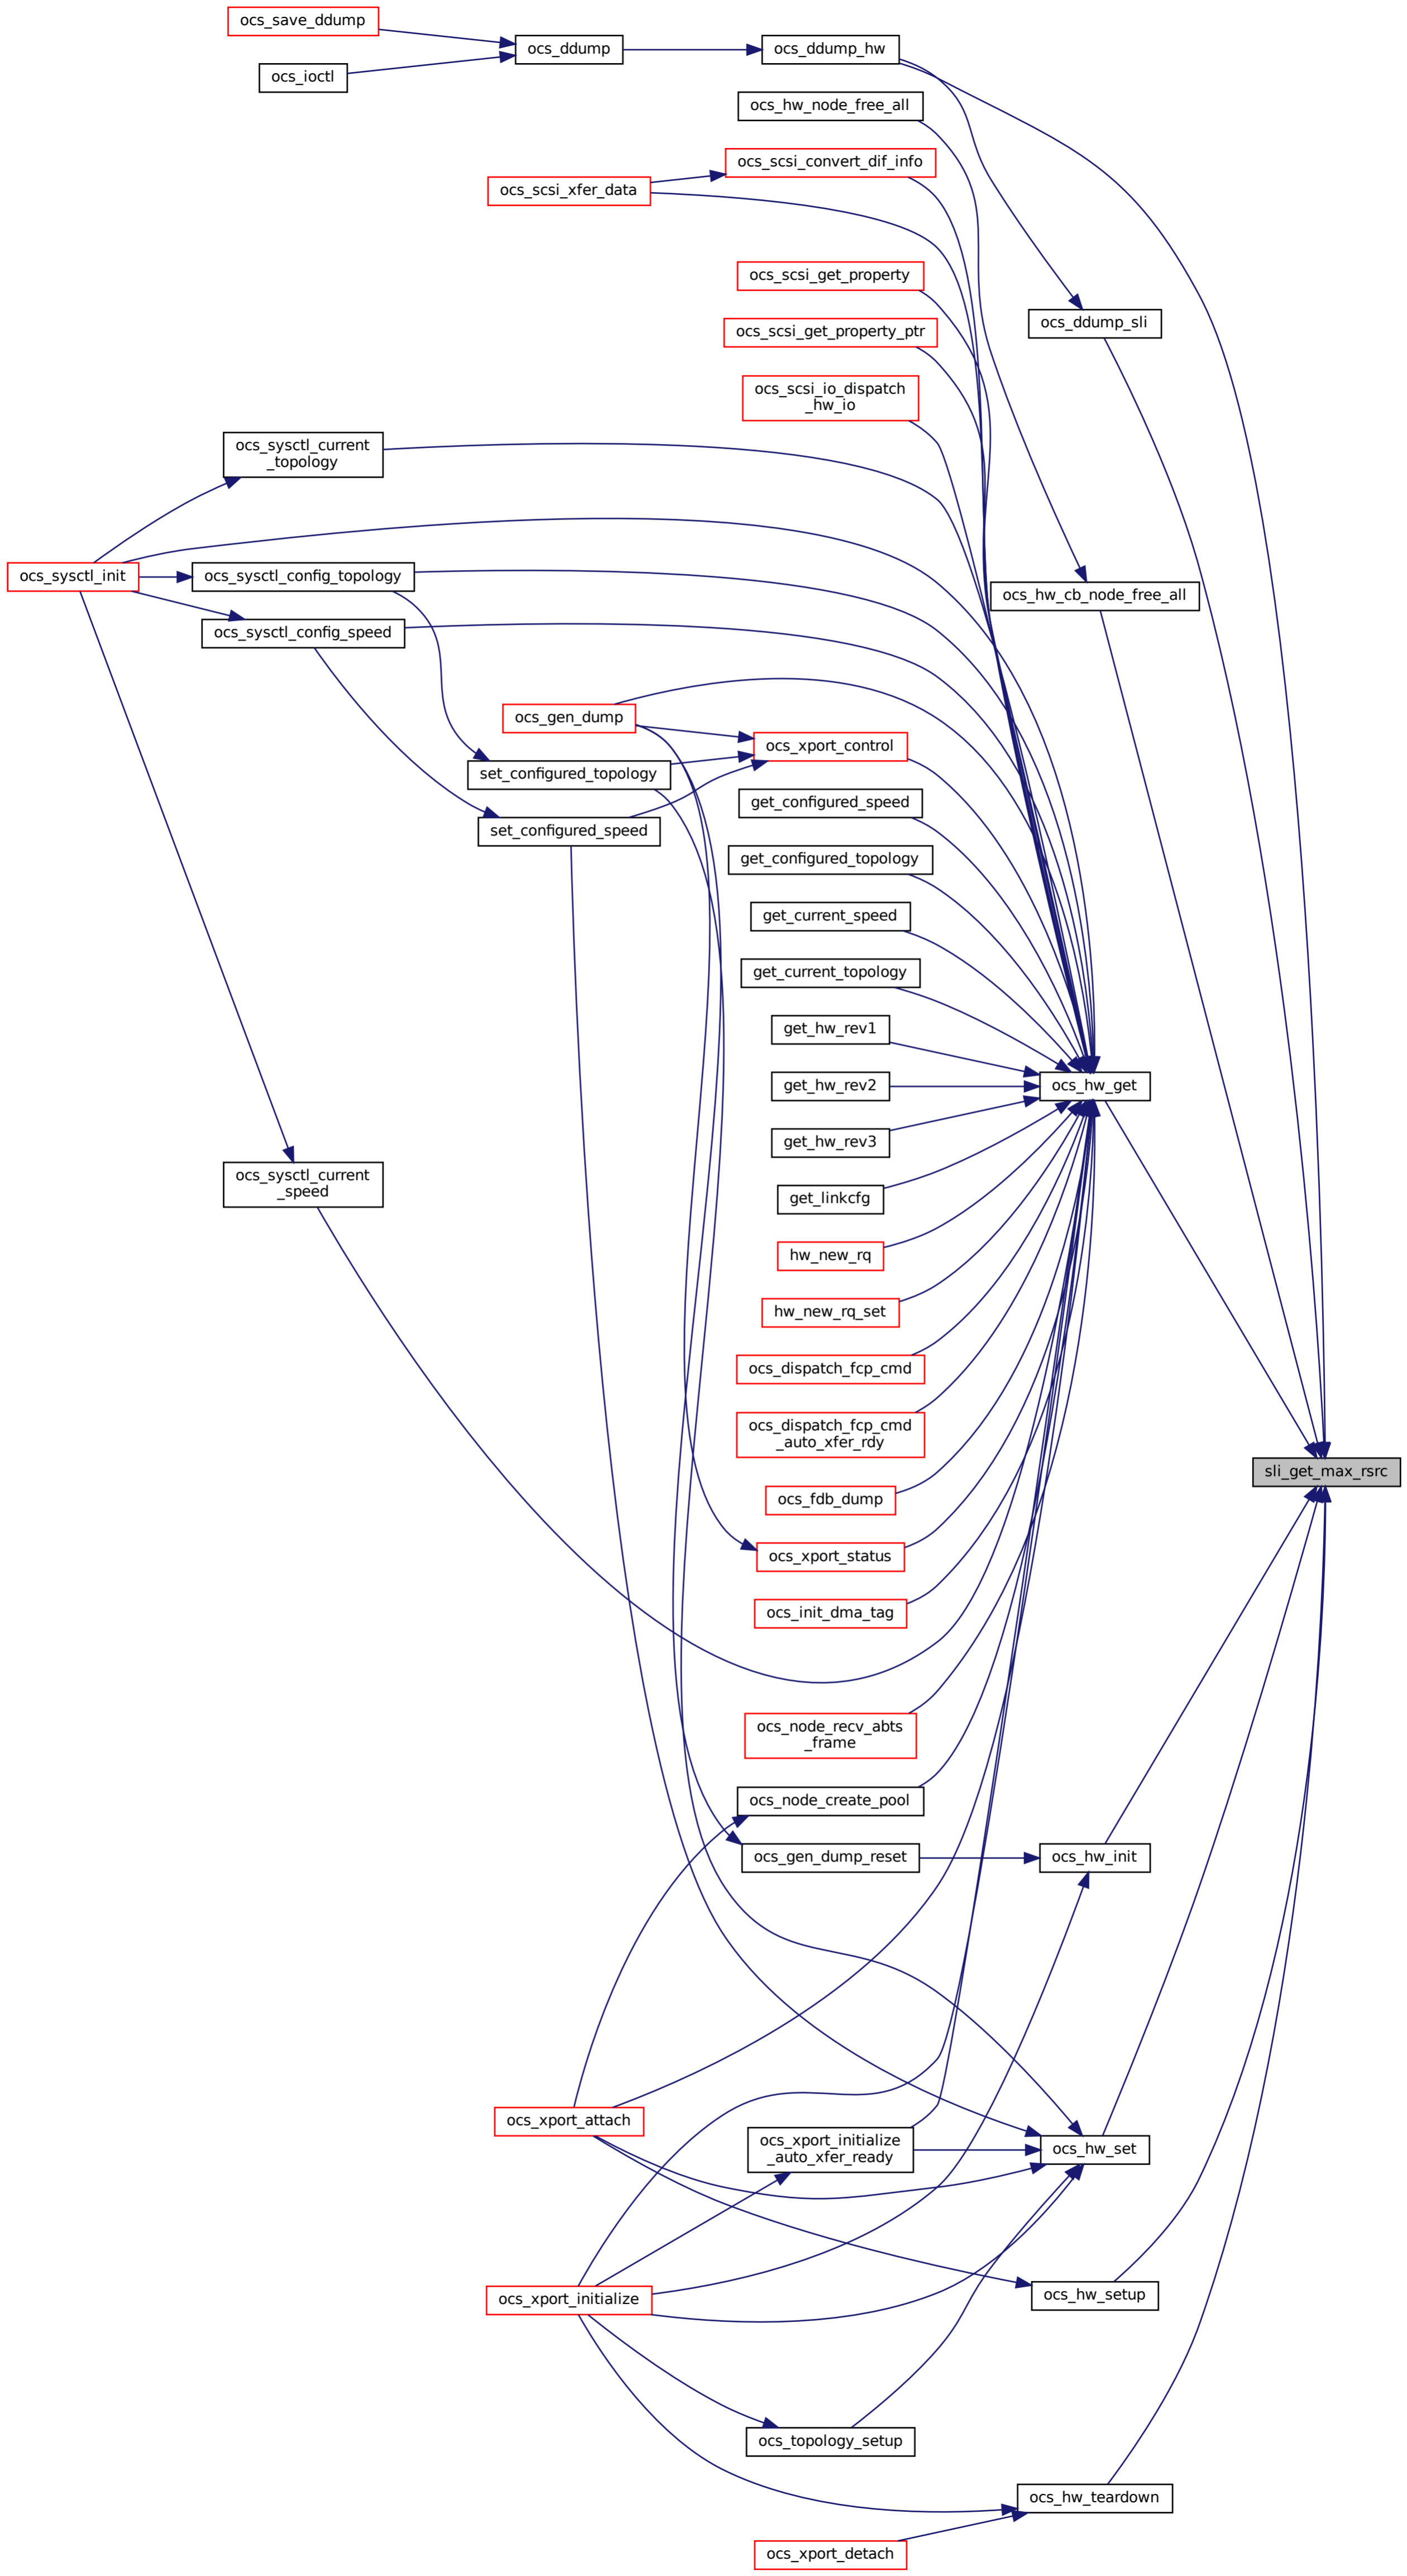 ocs_save_ddump
ocs_ddump
ocs_ddump_hw
ocs_ioctl
ocs_hw_node_free_all
ocs_scsi_convert_dif_info
ocs_scsi_xfer_data
ocs_scsi_get_property
ocs_ddump_sli
ocs_scsi_get_property_ptr
ocs_scsi_io_dispatch
_hw_io
ocs_sysctl_current
_topology
ocs_sysctl_init
ocs_sysctl_config_topology
ocs_hw_cb_node_free_all
ocs_sysctl_config_speed
ocs_gen_dump
ocs_xport_control
set_configured_topology
get_configured_speed
set_configured_speed
get_configured_topology
get_current_speed
get_current_topology
get_hw_rev1
get_hw_rev2
ocs_hw_get
get_hw_rev3
ocs_sysctl_current
_speed
get_linkcfg
hw_new_rq
hw_new_rq_set
ocs_dispatch_fcp_cmd
ocs_dispatch_fcp_cmd
_auto_xfer_rdy
sli_get_max_rsrc
ocs_fdb_dump
ocs_xport_status
ocs_init_dma_tag
ocs_node_recv_abts
_frame
ocs_node_create_pool
ocs_gen_dump_reset
ocs_hw_init
ocs_xport_attach
ocs_xport_initialize
_auto_xfer_ready
ocs_hw_set
ocs_hw_setup
ocs_xport_initialize
ocs_topology_setup
ocs_hw_teardown
ocs_xport_detach